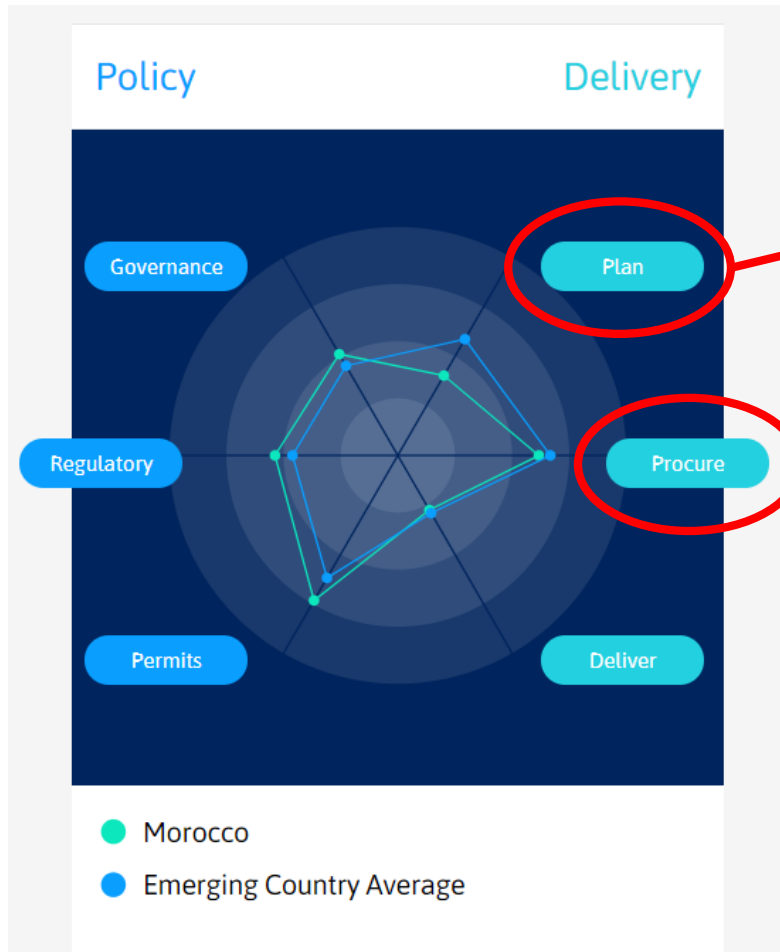 Policy
Delivery
Governance
Plan
Regulatory
Procure
Permits
Deliver
Morocco
Emerging Country Average